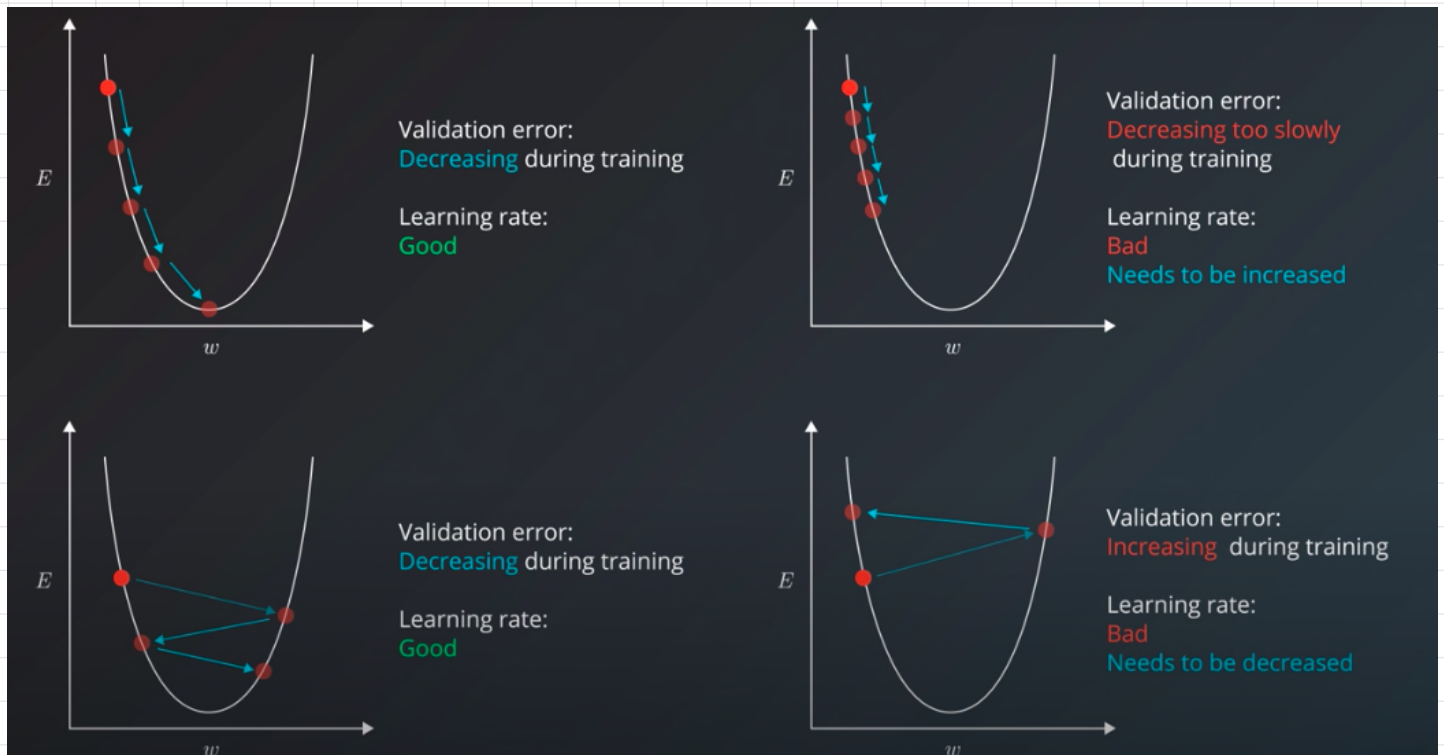 E
w
Validation error:
Decreasing during training
Learning rate:
Good
E
w
Validation error:
Decreasing too slowly
during training
Learning rate:
Bad
Needs to be increased
E
w
Validation error:
Decreasing during training
Learning rate:
Good
E
w
Validation error:
Increasing during training
Learning rate:
Bad
Needs to be decreased